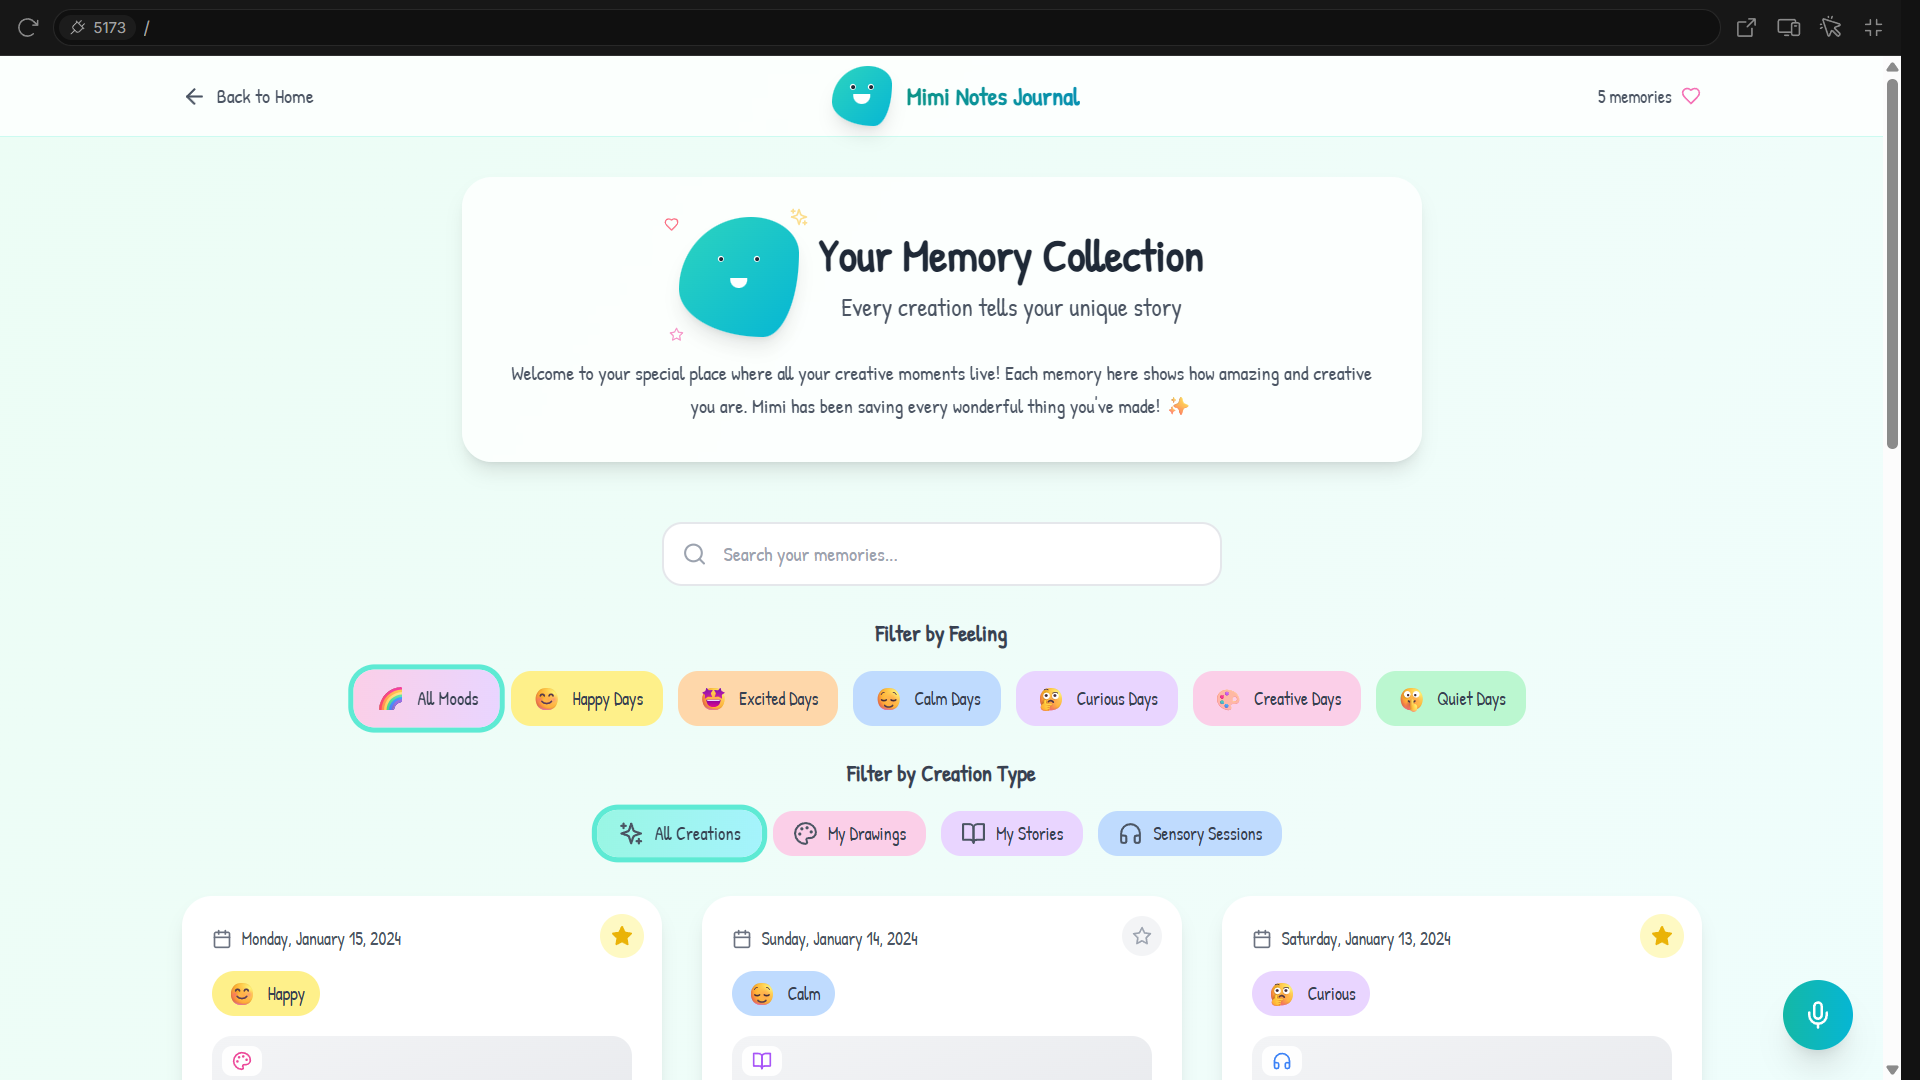 5173 /
Back to Home
Mimi Notes Journal
5 memories
Your Memory Collection
Every creation tells your unique story
Welcome to your special place where all your creative moments live! Each memory here shows how amazing and creative
you are. Mimi has been saving every wonderful thing you've made! ✨
Search your memories...
Filter by Feeling
All Moods
Happy Days
Excited Days
Calm Days
Curious Days
Creative Days
Quiet Days
Filter by Creation Type
All Creations
My Drawings
My Stories
Sensory Sessions
Monday, January 15, 2024
Happy
Sunday, January 14, 2024
Calm
Saturday, January 13, 2024
Curious